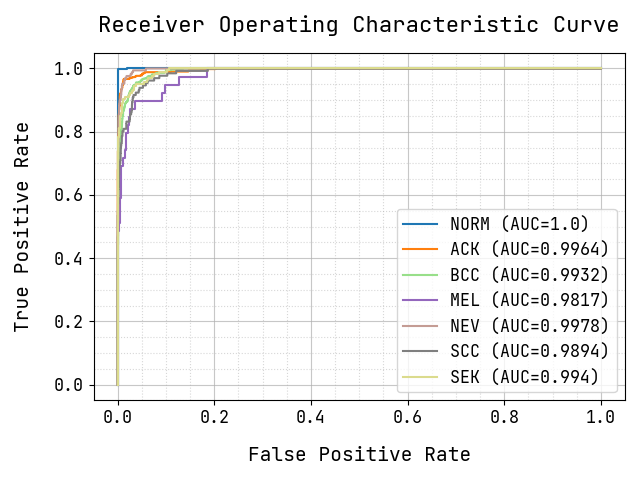 Receiver Operating Characteristic Curve
True Positive Rate
1.0
0.8
0.6
0.4
0.2
0.0
NORM (AUC=1.0)
ACK (AUC=0.9964)
BCC (AUC=0.9932)
MEL (AUC=0.9817)
NEV (AUC=0.9978)
SCC (AUC=0.9894)
SEK (AUC=0.994)
0.0 0.2 0.4 0.6 0.8 1.0
False Positive Rate